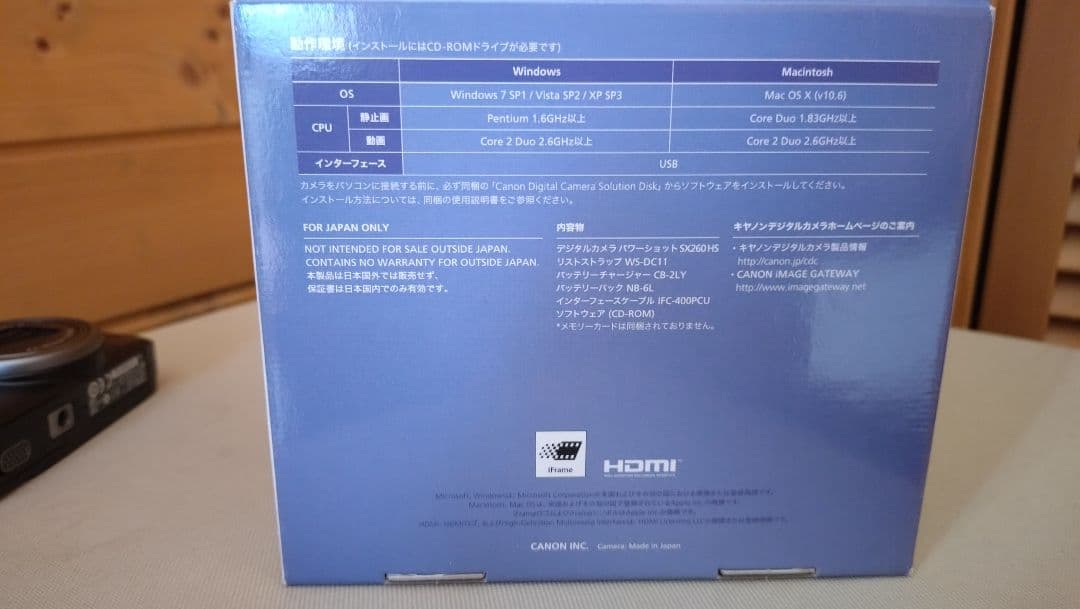 動作環境 (インストールにはCD-ROMドライブが必要です)
Windows Macintosh
OS Windows 7 SP1 / Vista SP2 / XP SP3 Mac OS X (v10.6)
CPU 静止画 Pentium 1.6GHz以上 Core Duo 1.83GHz以上
動画 Core 2 Duo 2.6GHz以上 Core 2 Duo 2.6GHz以上
インターフェース USB
カメラをパソコンに接続する前に、必ず同梱の「Canon Digital Camera Solution Disk」からソフトウェアをインストールしてください。
インストール方法については、同梱の使用説明書をご参照ください。
FOR JAPAN ONLY
NOT INTENDED FOR SALE OUTSIDE JAPAN.
CONTAINS NO WARRANTY FOR OUTSIDE JAPAN.
本製品は日本国外では販売せず、
保証書は日本国内でのみ有効です。
内容物
デジタルカメラ パワーショット SX260 HS
リストストラップ WS-DC11
バッテリーチャージャー CB-2LY
バッテリーパック NB-6L
インターフェースケーブル IFC-400PCU
ソフトウェア (CD-ROM)
*メモリーカードは同梱されておりません。
キヤノンデジタルカメラホームページのご案内
・キヤノンデジタルカメラ製品情報
http://canon.jp/cdc
・CANON iMAGE GATEWAY
http://www.imagegateway.net
iFrame
HDMI
CANON INC. Camera: Made in Japan